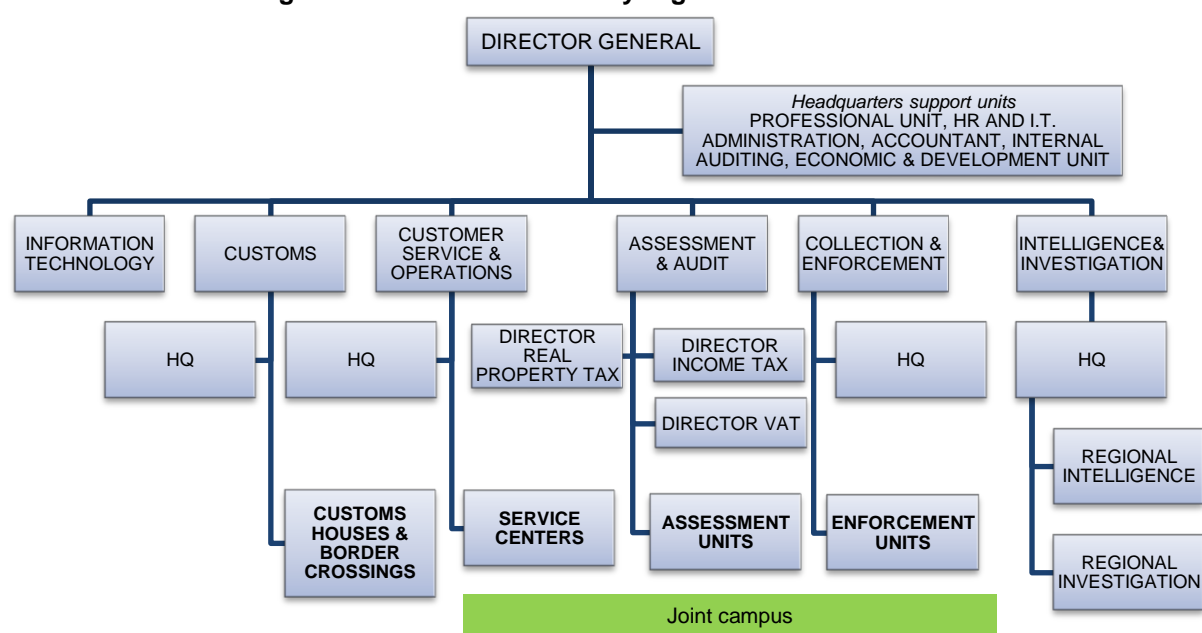 DIRECTOR GENERAL
Headquarters support units
PROFESSIONAL UNIT, HR AND I.T.
ADMINISTRATION, ACCOUNTANT, INTERNAL
AUDITING, ECONOMIC & DEVELOPMENT UNIT
INFORMATION
TECHNOLOGY
CUSTOMS
CUSTOMER
SERVICE &
OPERATIONS
ASSESSMENT
& AUDIT
COLLECTION &
ENFORCEMENT
INTELLIGENCE&
INVESTIGATION
HQ
HQ
DIRECTOR
REAL
PROPERTY TAX
DIRECTOR
INCOME TAX
HQ
HQ
DIRECTOR VAT
REGIONAL
INTELLIGENCE
CUSTOMS
HOUSES &
BORDER
CROSSINGS
SERVICE
CENTERS
ASSESSMENT
UNITS
ENFORCEMENT
UNITS
REGIONAL
INVESTIGATION
Joint campus